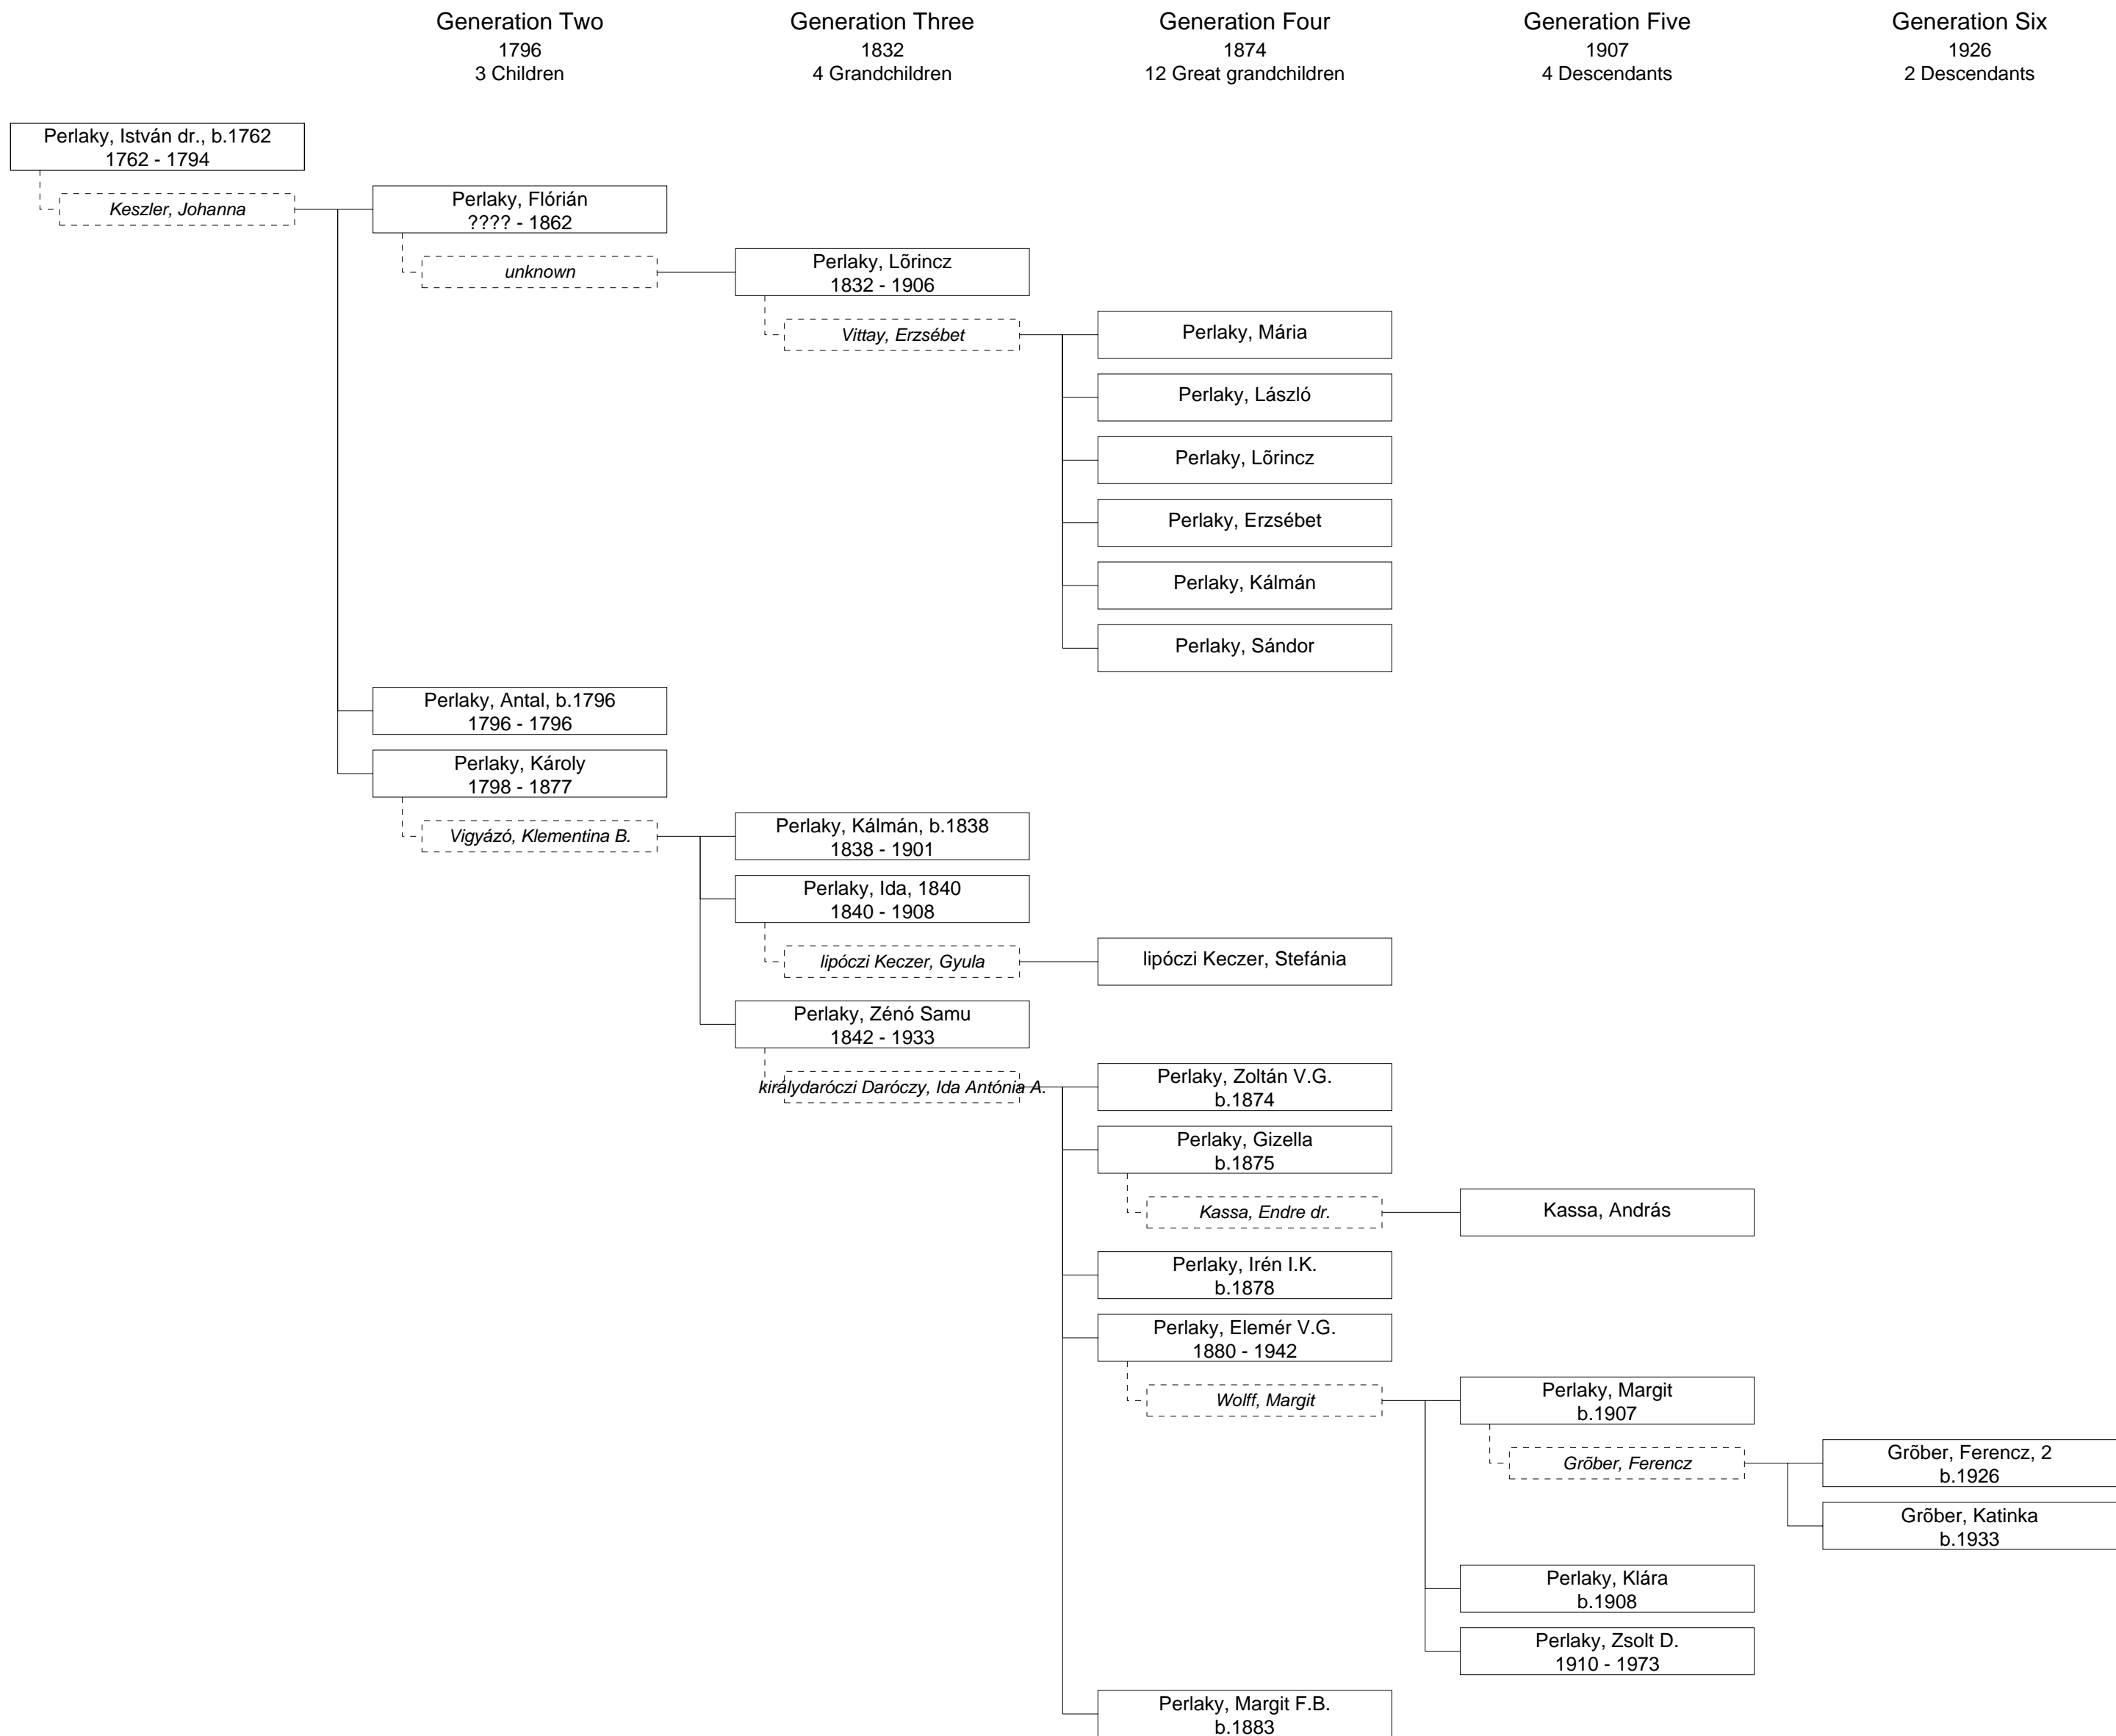 Generation Two
1796
3 Children
Generation Three
1832
4 Grandchildren
Generation Four
1874
12 Great grandchildren
Generation Five
1907
4 Descendants
Generation Six
1926
2 Descendants
Perlaky, István dr., b.1762
1762 - 1794
Keszler, Johanna
Perlaky, Flórián
???? - 1862
unknown
Perlaky, Lõrincz
1832 - 1906
Vittay, Erzsébet
Perlaky, Mária
Perlaky, László
Perlaky, Lõrincz
Perlaky, Erzsébet
Perlaky, Kálmán
Perlaky, Sándor
Perlaky, Antal, b.1796
1796 - 1796
Perlaky, Károly
1798 - 1877
Vigyázó, Klementina B.
Perlaky, Kálmán, b.1838
1838 - 1901
Perlaky, Ida, 1840
1840 - 1908
lipóczi Keczer, Gyula
lipóczi Keczer, Stefánia
Perlaky, Zénó Samu
1842 - 1933
királydaróczi Daróczy, Ida Antónia A.
Perlaky, Zoltán V.G.
b.1874
Perlaky, Gizella
b.1875
Kassa, Endre dr.
Kassa, András
Perlaky, Irén I.K.
b.1878
Perlaky, Elemér V.G.
1880 - 1942
Wolff, Margit
Perlaky, Margit
b.1907
Grõber, Ferencz
Grõber, Ferencz, 2
b.1926
Grõber, Katinka
b.1933
Perlaky, Klára
b.1908
Perlaky, Zsolt D.
1910 - 1973
Perlaky, Margit F.B.
b.1883